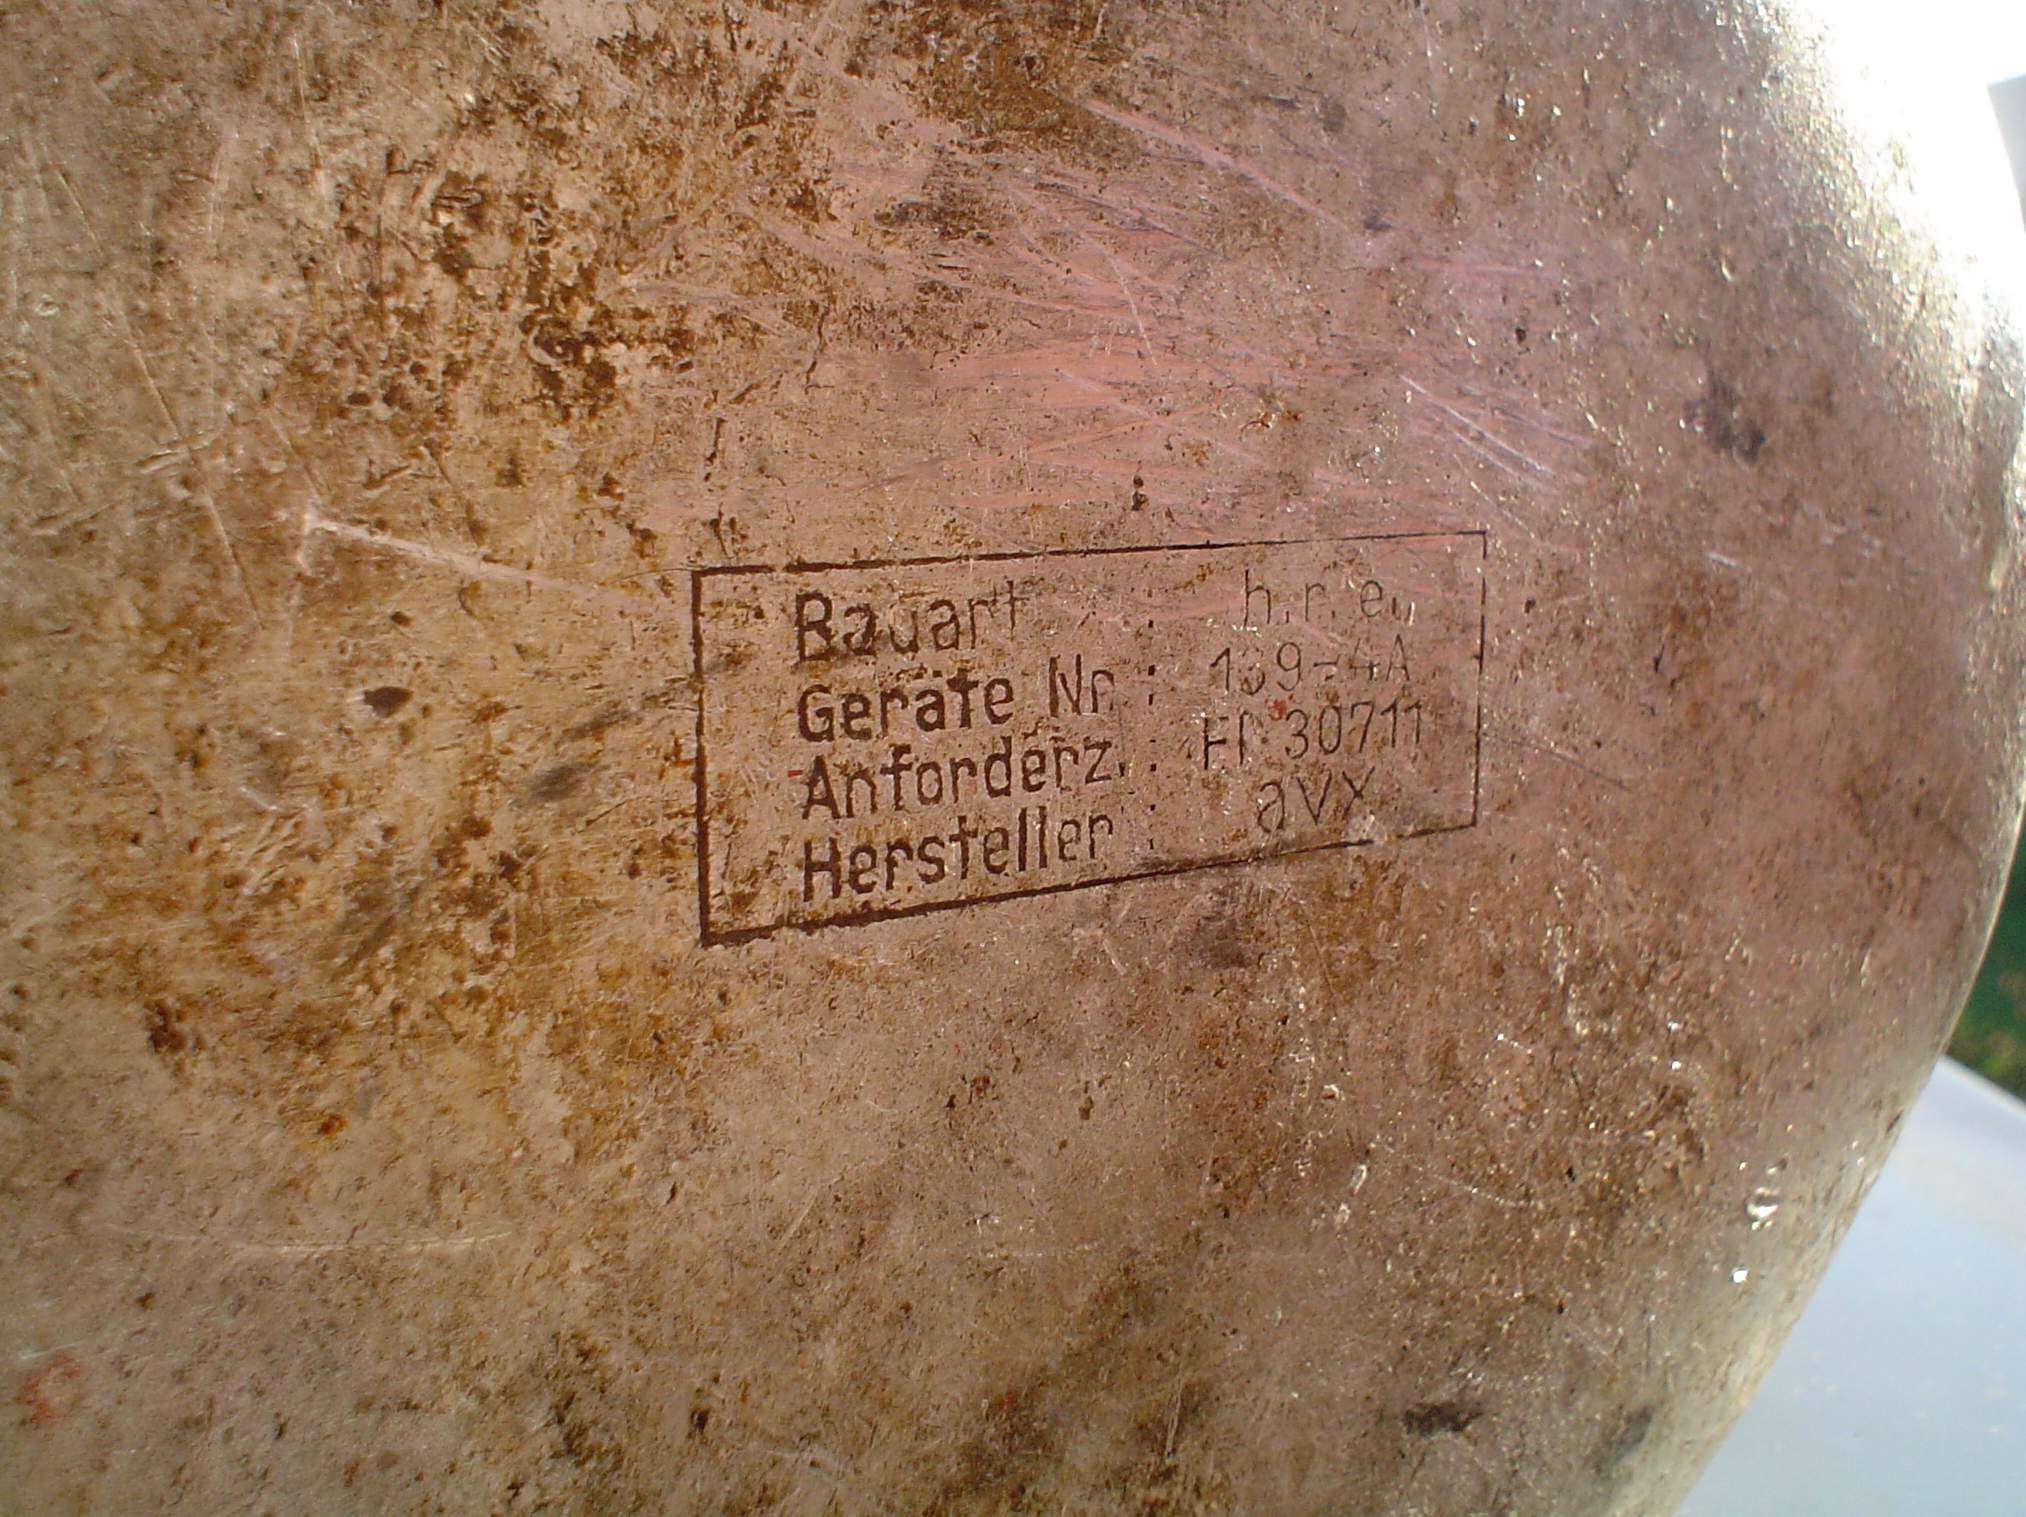 Bauart : h.r.e.
Geräte Nr. : 139-4A
Anforderz. : Fl 30711
Hersteller : avx